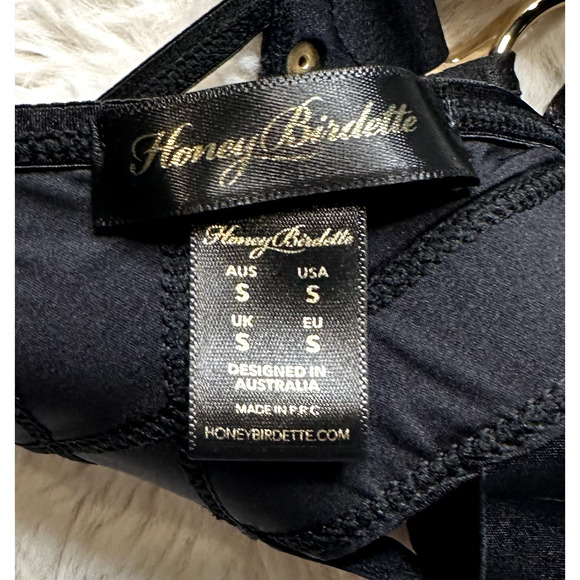 Honey Birdette
Honey Birdette
AUS USA
S S
UK EU
S S
DESIGNED IN
AUSTRALIA
MADE IN P.R.C
HONEYBIRDETTE.COM